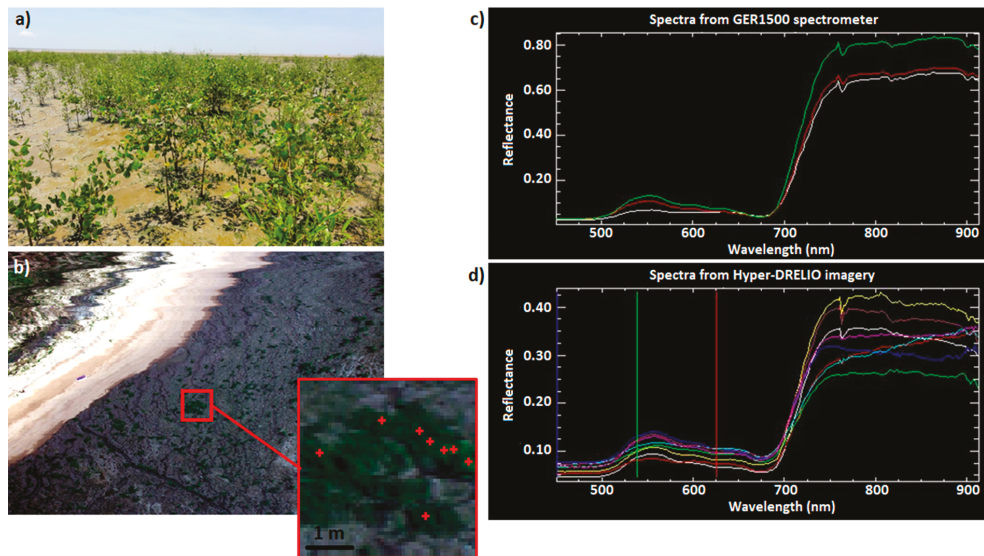 a)
b)
1 m
c)
Spectra from GER1500 spectrometer
0.80
0.60
0.40
0.20
Reflectance
500 600 700 800 900
Wavelength (nm)
d)
Spectra from Hyper-DRELIO imagery
0.40
0.30
0.20
0.10
Reflectance
500 600 700 800 900
Wavelength (nm)